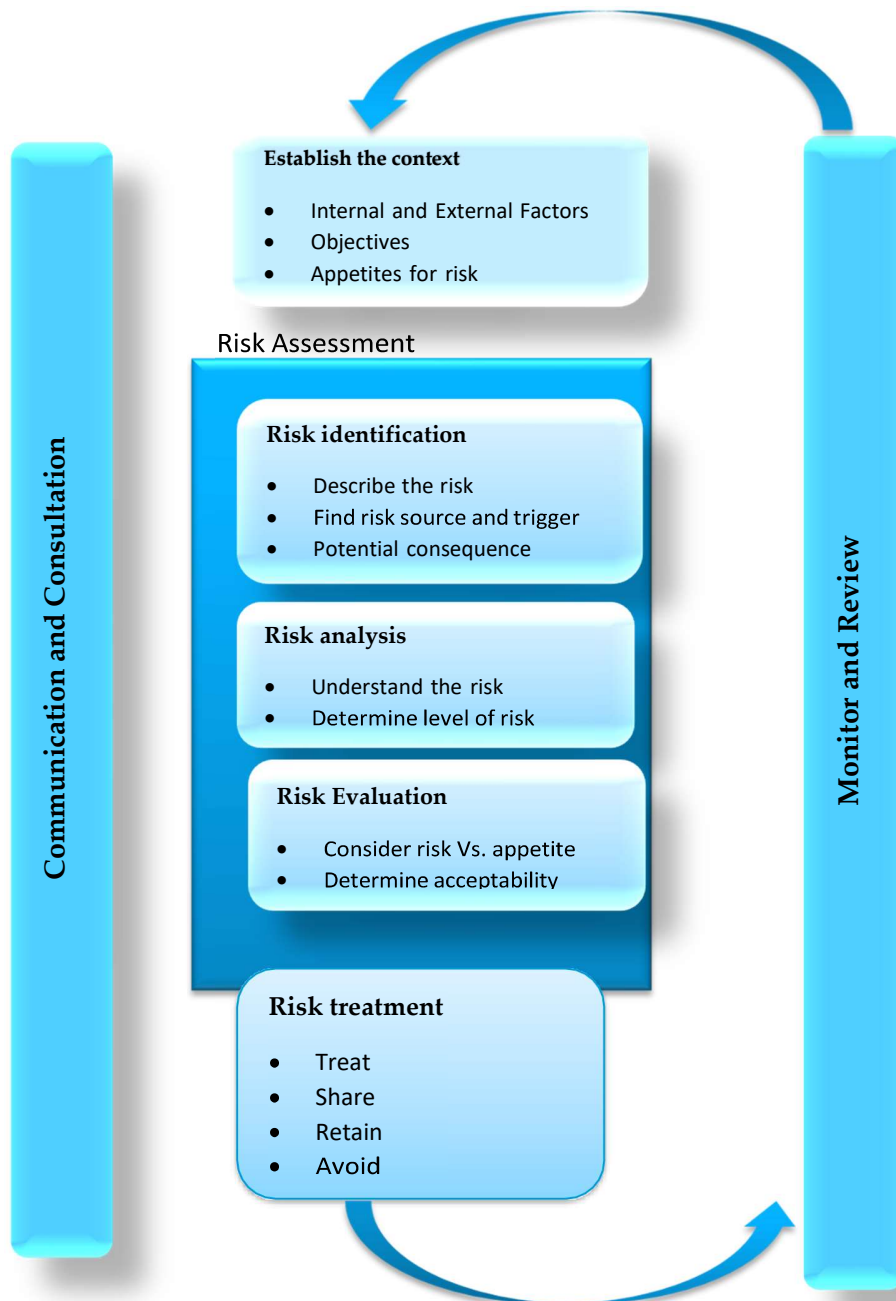 Establish the context
• Internal and External Factors
• Objectives
• Appetites for risk
Risk Assessment
Risk identification
• Describe the risk
• Find risk source and trigger
• Potential consequence
Risk analysis
• Understand the risk
• Determine level of risk
Risk Evaluation
• Consider risk Vs. appetite
• Determine acceptability
Risk treatment
• Treat
• Share
• Retain
• Avoid
Communication and Consultation
Monitor and Review